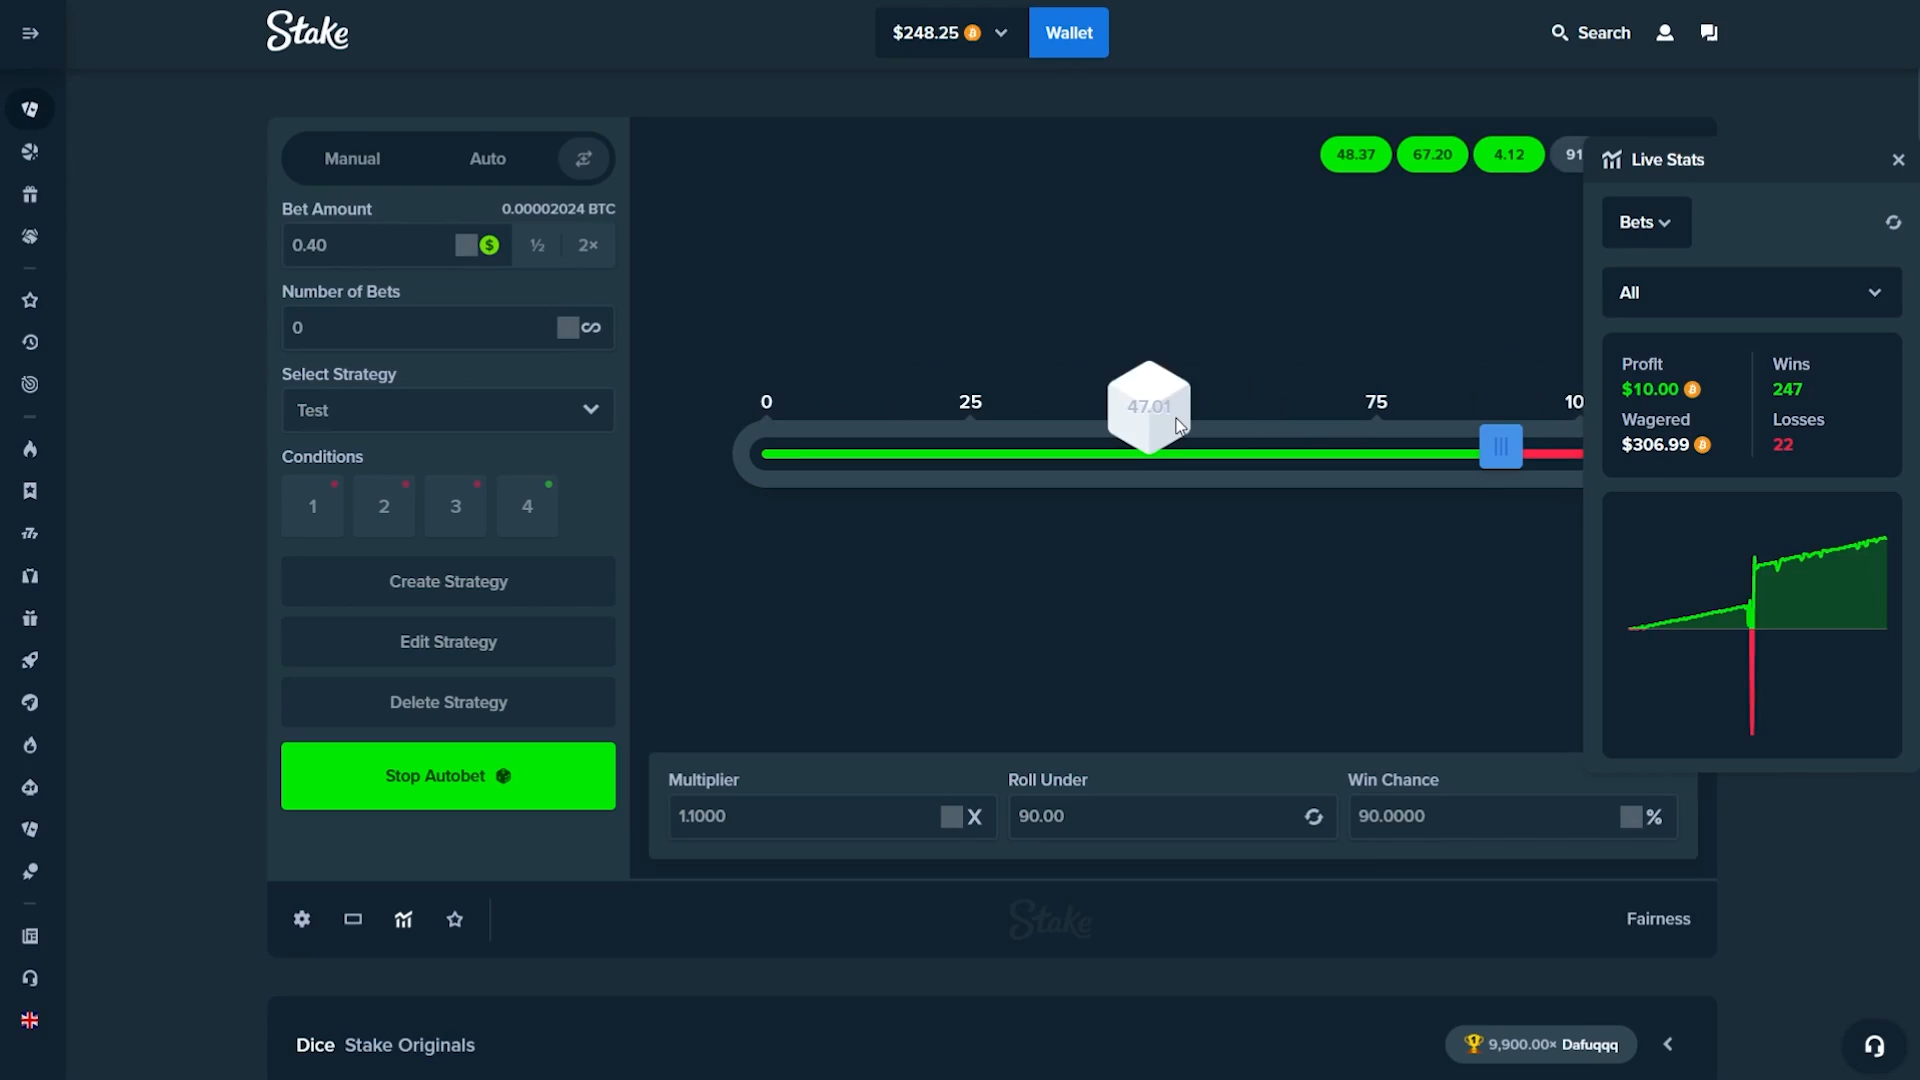 Stake
$248.25
Wallet
Search
Manual
Auto
Bet Amount
0.00002024 BTC
0.40
$
½
2×
Number of Bets
0
∞
Select Strategy
Test
Conditions
1
2
3
4
Create Strategy
Edit Strategy
Delete Strategy
Stop Autobet
48.37
67.20
4.12
91
0
25
47.01
75
10
Multiplier
1.1000
X
Roll Under
90.00
Win Chance
90.0000
%
Live Stats
Bets
All
Profit
$10.00
Wins
247
Wagered
$306.99
Losses
22
Stake
Fairness
Dice
Stake Originals
9,900.00×
Dafuqqq